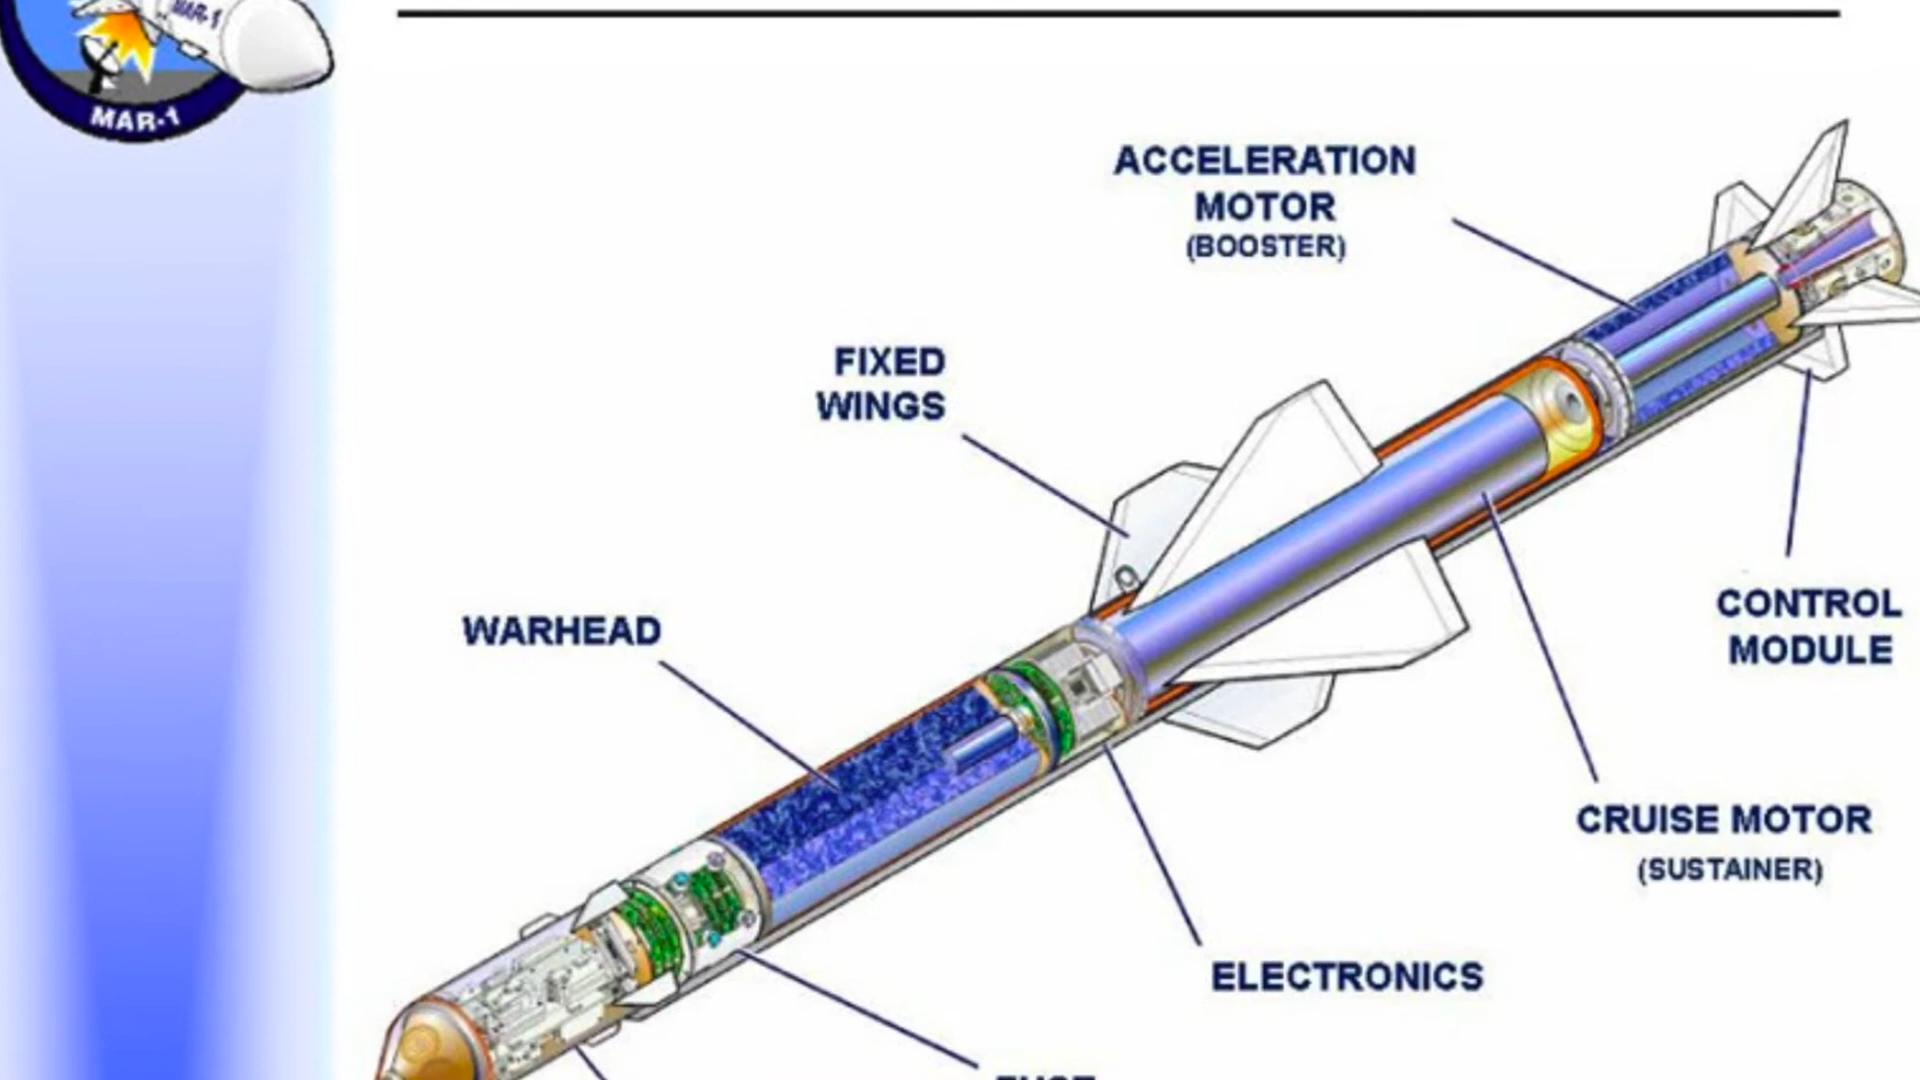 MAR-1
MAR-1
ACCELERATION
MOTOR
(BOOSTER)
FIXED
WINGS
WARHEAD
CONTROL
MODULE
CRUISE MOTOR
(SUSTAINER)
ELECTRONICS